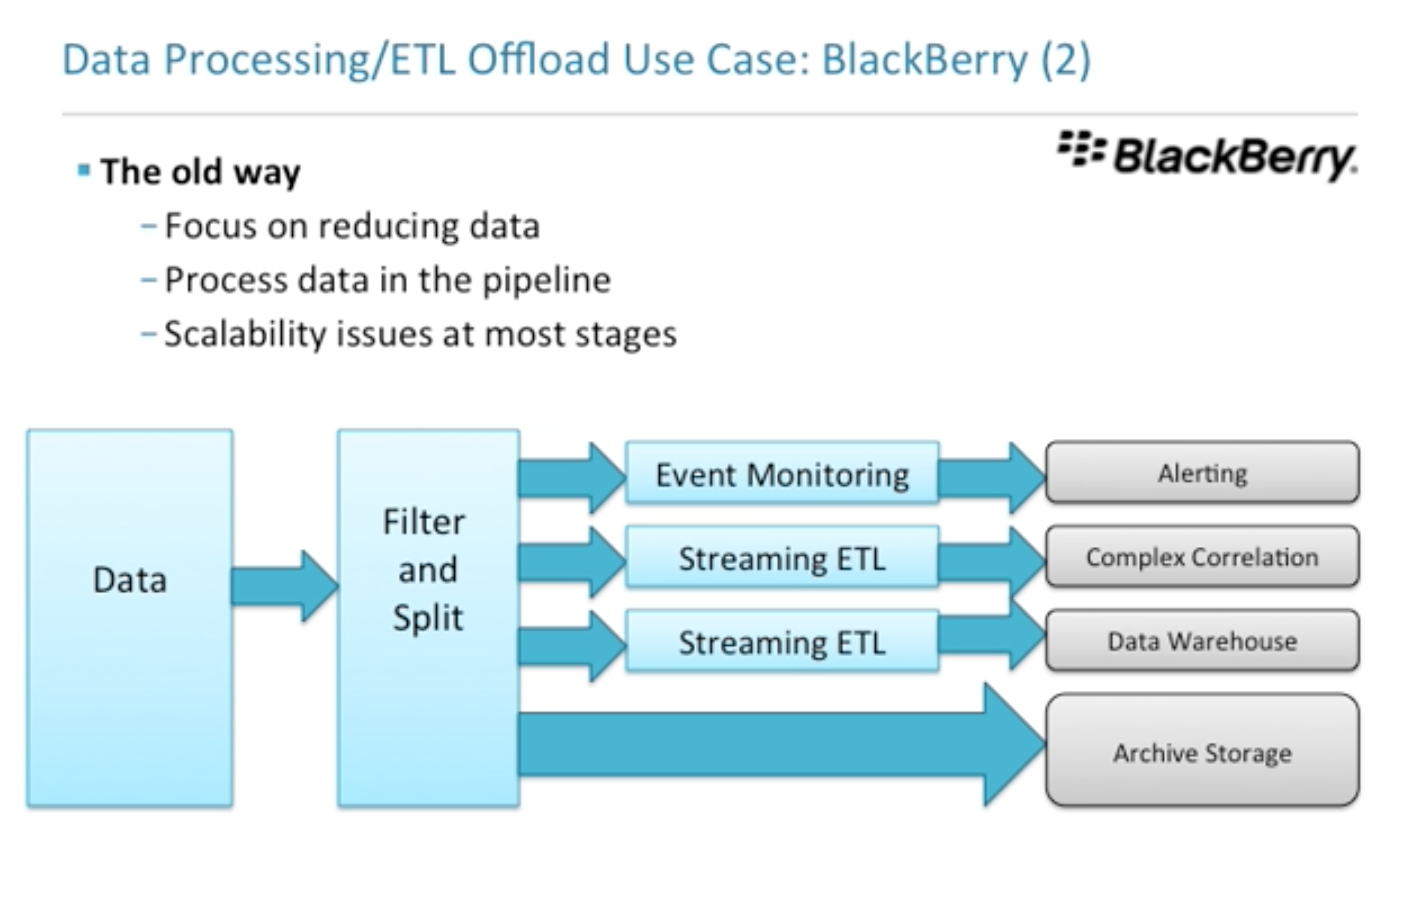 Data Processing/ETL Offload Use Case: BlackBerry (2)
BlackBerry.
▪ The old way
– Focus on reducing data
– Process data in the pipeline
– Scalability issues at most stages
Data
Filter
and
Split
Event Monitoring
Alerting
Streaming ETL
Complex Correlation
Streaming ETL
Data Warehouse
Archive Storage